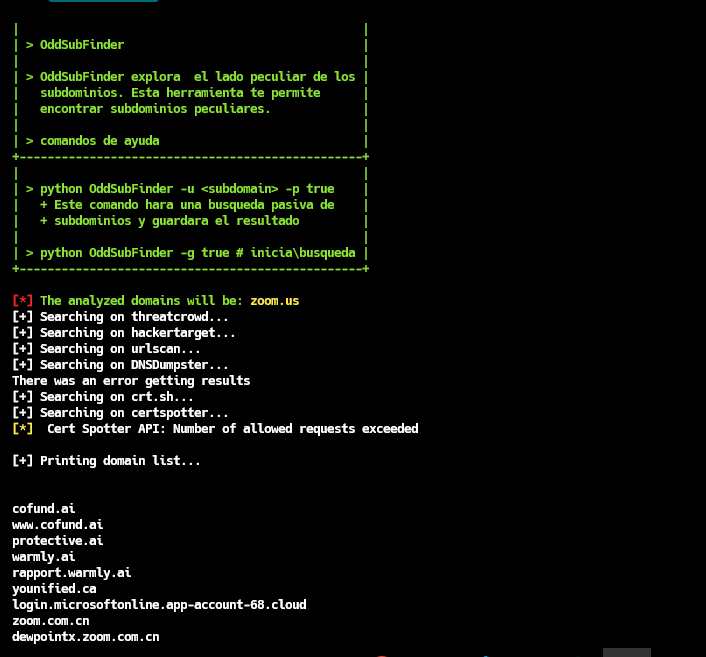 | > OddSubFinder |
| > OddSubFinder explora  el lado peculiar de los |
|   subdominios. Esta herramienta te permite |
|   encontrar subdominios peculiares. |
| > comandos de ayuda |
+-------------------------------------------------+
| > python OddSubFinder -u <subdomain> -p true |
|   + Este comando hara una busqueda pasiva de |
|   + subdominios y guardara el resultado |
| > python OddSubFinder -g true # inicia\busqueda |
+-------------------------------------------------+
[*] The analyzed domains will be: zoom.us
[+] Searching on threatcrowd...
[+] Searching on hackertarget...
[+] Searching on urlscan...
[+] Searching on DNSDumpster...
There was an error getting results
[+] Searching on crt.sh...
[+] Searching on certspotter...
[*]  Cert Spotter API: Number of allowed requests exceeded
[+] Printing domain list...
cofund.ai
www.cofund.ai
protective.ai
warmly.ai
rapport.warmly.ai
younified.ca
login.microsoftonline.app-account-68.cloud
zoom.com.cn
dewpointx.zoom.com.cn